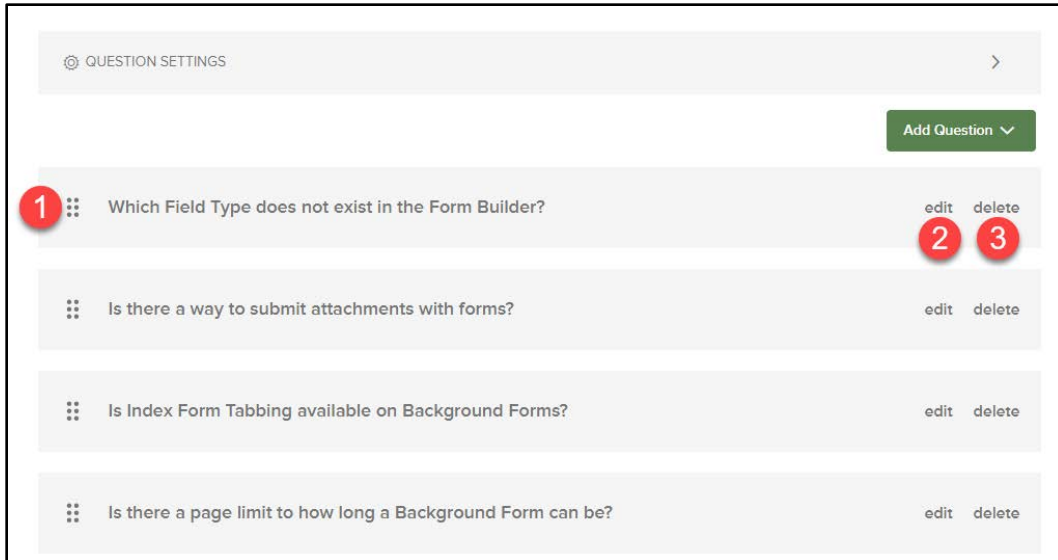 QUESTION SETTINGS
Add Question
1 Which Field Type does not exist in the Form Builder? edit delete
2 3
Is there a way to submit attachments with forms? edit delete
Is Index Form Tabbing available on Background Forms? edit delete
Is there a page limit to how long a Background Form can be? edit delete